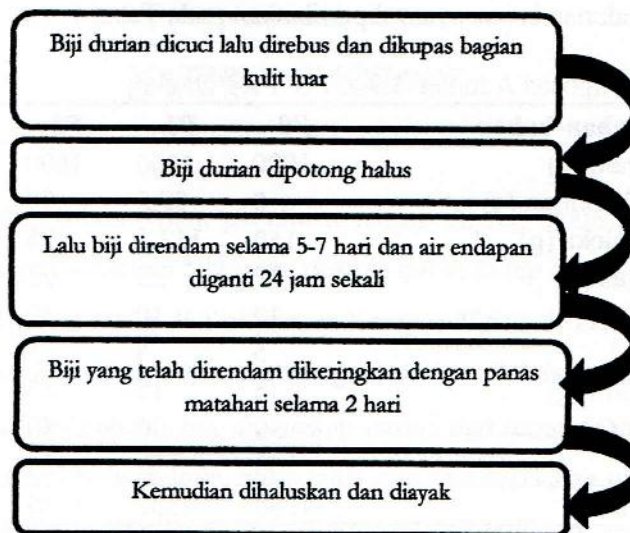 Biji durian dicuci lalu direbus dan dikupas bagian
kulit luar
Biji durian dipotong halus
Lalu biji direndam selama 5-7 hari dan air endapan
diganti 24 jam sekali
Biji yang telah direndam dikeringkan dengan panas
matahari selama 2 hari
Kemudian dihaluskan dan diayak